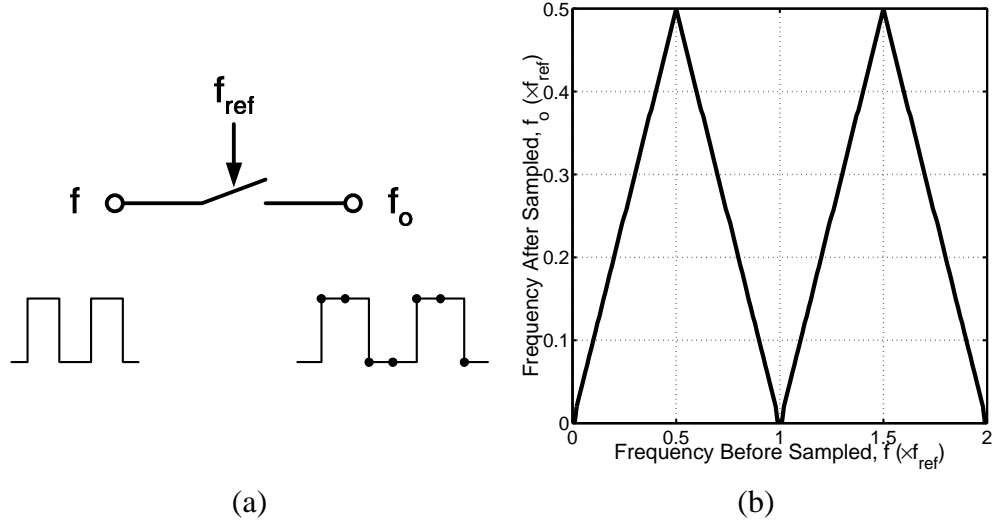 f_ref
f
f_o
(a)
Frequency After Sampled, f_o (×f_ref)
0.5
0.4
0.3
0.2
0.1
0
0 0.5 1 1.5 2
Frequency Before Sampled, f (×f_ref)
(b)